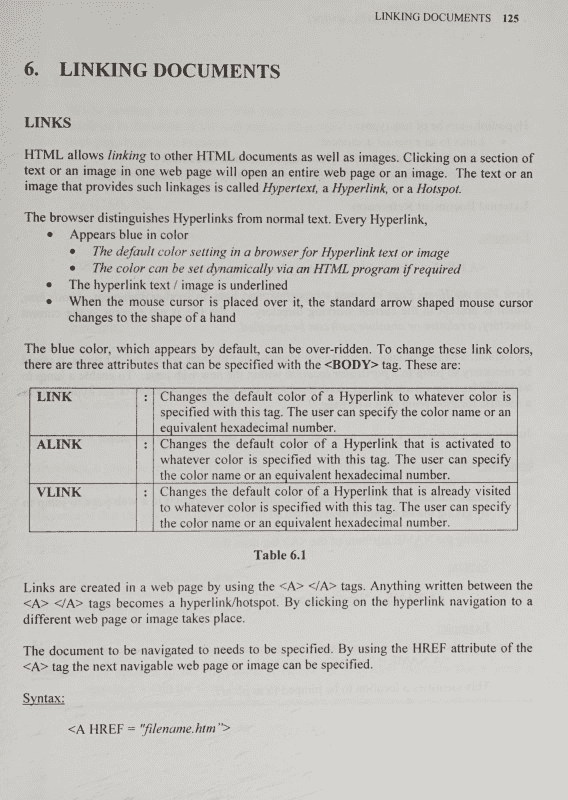 LINKING DOCUMENTS 125
6. LINKING DOCUMENTS
LINKS
HTML allows linking to other HTML documents as well as images. Clicking on a section of
text or an image in one web page will open an entire web page or an image. The text or an
image that provides such linkages is called Hypertext, a Hyperlink, or a Hotspot.
The browser distinguishes Hyperlinks from normal text. Every Hyperlink,
• Appears blue in color
• The default color setting in a browser for Hyperlink text or image
• The color can be set dynamically via an HTML program if required
• The hyperlink text / image is underlined
• When the mouse cursor is placed over it, the standard arrow shaped mouse cursor
changes to the shape of a hand
The blue color, which appears by default, can be over-ridden. To change these link colors,
there are three attributes that can be specified with the <BODY> tag. These are:
LINK : Changes the default color of a Hyperlink to whatever color is
specified with this tag. The user can specify the color name or an
equivalent hexadecimal number.
ALINK : Changes the default color of a Hyperlink that is activated to
whatever color is specified with this tag. The user can specify
the color name or an equivalent hexadecimal number.
VLINK : Changes the default color of a Hyperlink that is already visited
to whatever color is specified with this tag. The user can specify
the color name or an equivalent hexadecimal number.
Table 6.1
Links are created in a web page by using the <A> </A> tags. Anything written between the
<A> </A> tags becomes a hyperlink/hotspot. By clicking on the hyperlink navigation to a
different web page or image takes place.
The document to be navigated to needs to be specified. By using the HREF attribute of the
<A> tag the next navigable web page or image can be specified.
Syntax:
<A HREF = "filename.htm">